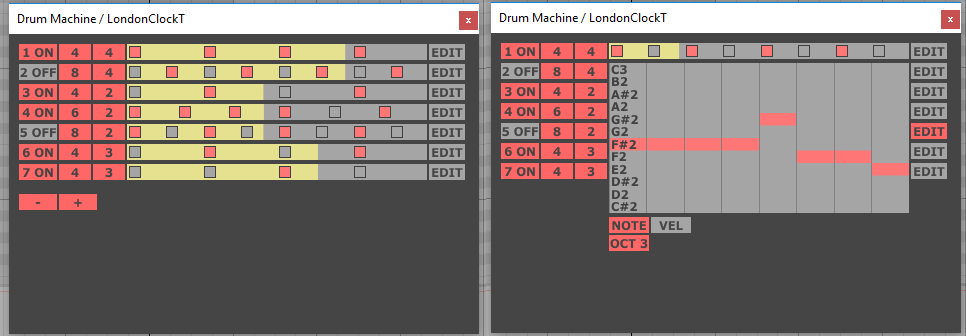 Drum Machine / LondonClockT
x
1 ON 4 4 EDIT
2 OFF 8 4 EDIT
3 ON 4 2 EDIT
4 ON 6 2 EDIT
5 OFF 8 2 EDIT
6 ON 4 3 EDIT
7 ON 4 3 EDIT
- +
Drum Machine / LondonClockT
x
1 ON 4 4 EDIT
2 OFF 8 4 EDIT
3 ON 4 2 EDIT
4 ON 6 2 EDIT
5 OFF 8 2 EDIT
6 ON 4 3 EDIT
7 ON 4 3 EDIT
C3
B2
A#2
A2
G#2
G2
F#2
F2
E2
D#2
D2
C#2
NOTE VEL
OCT 3